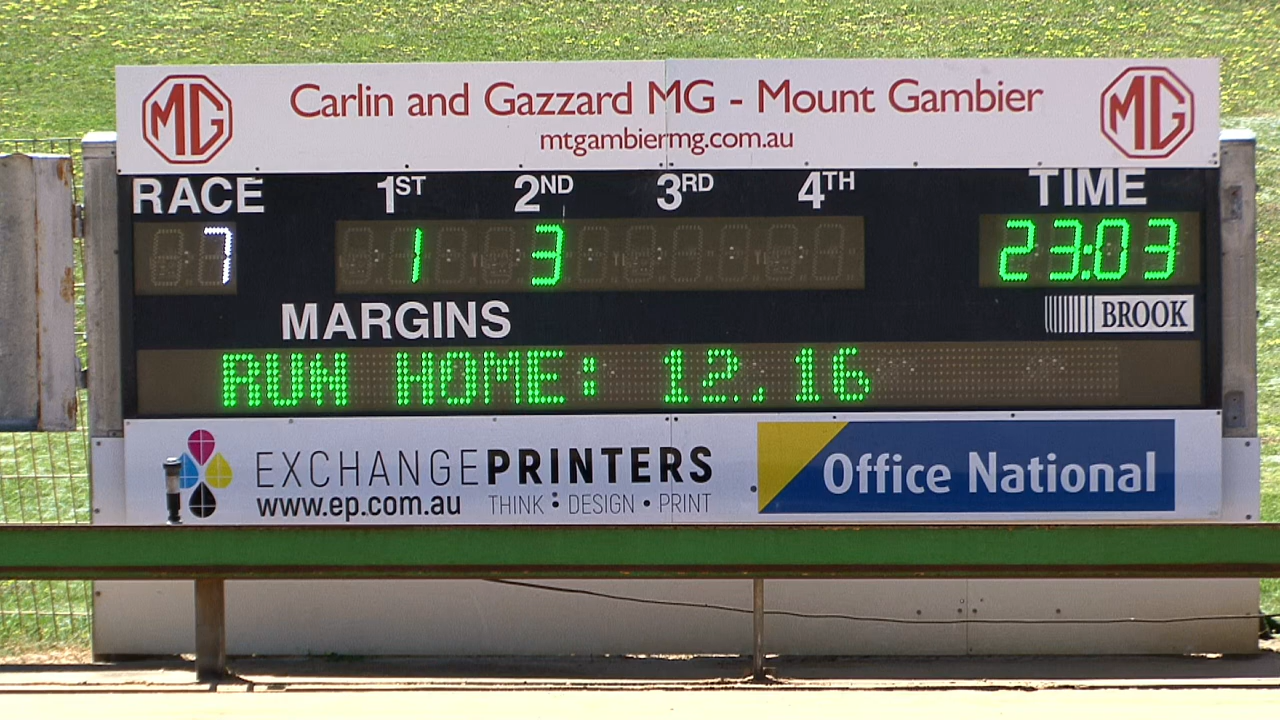 MG Carlin and Gazzard MG - Mount Gambier MG
mtgambiermg.com.au
RACE 1ST 2ND 3RD 4TH TIME
7 1 3 23:03
MARGINS BROOK
RUN HOME: 12.16
EXCHANGEPRINTERS Office National
www.ep.com.au THINK : DESIGN • PRINT